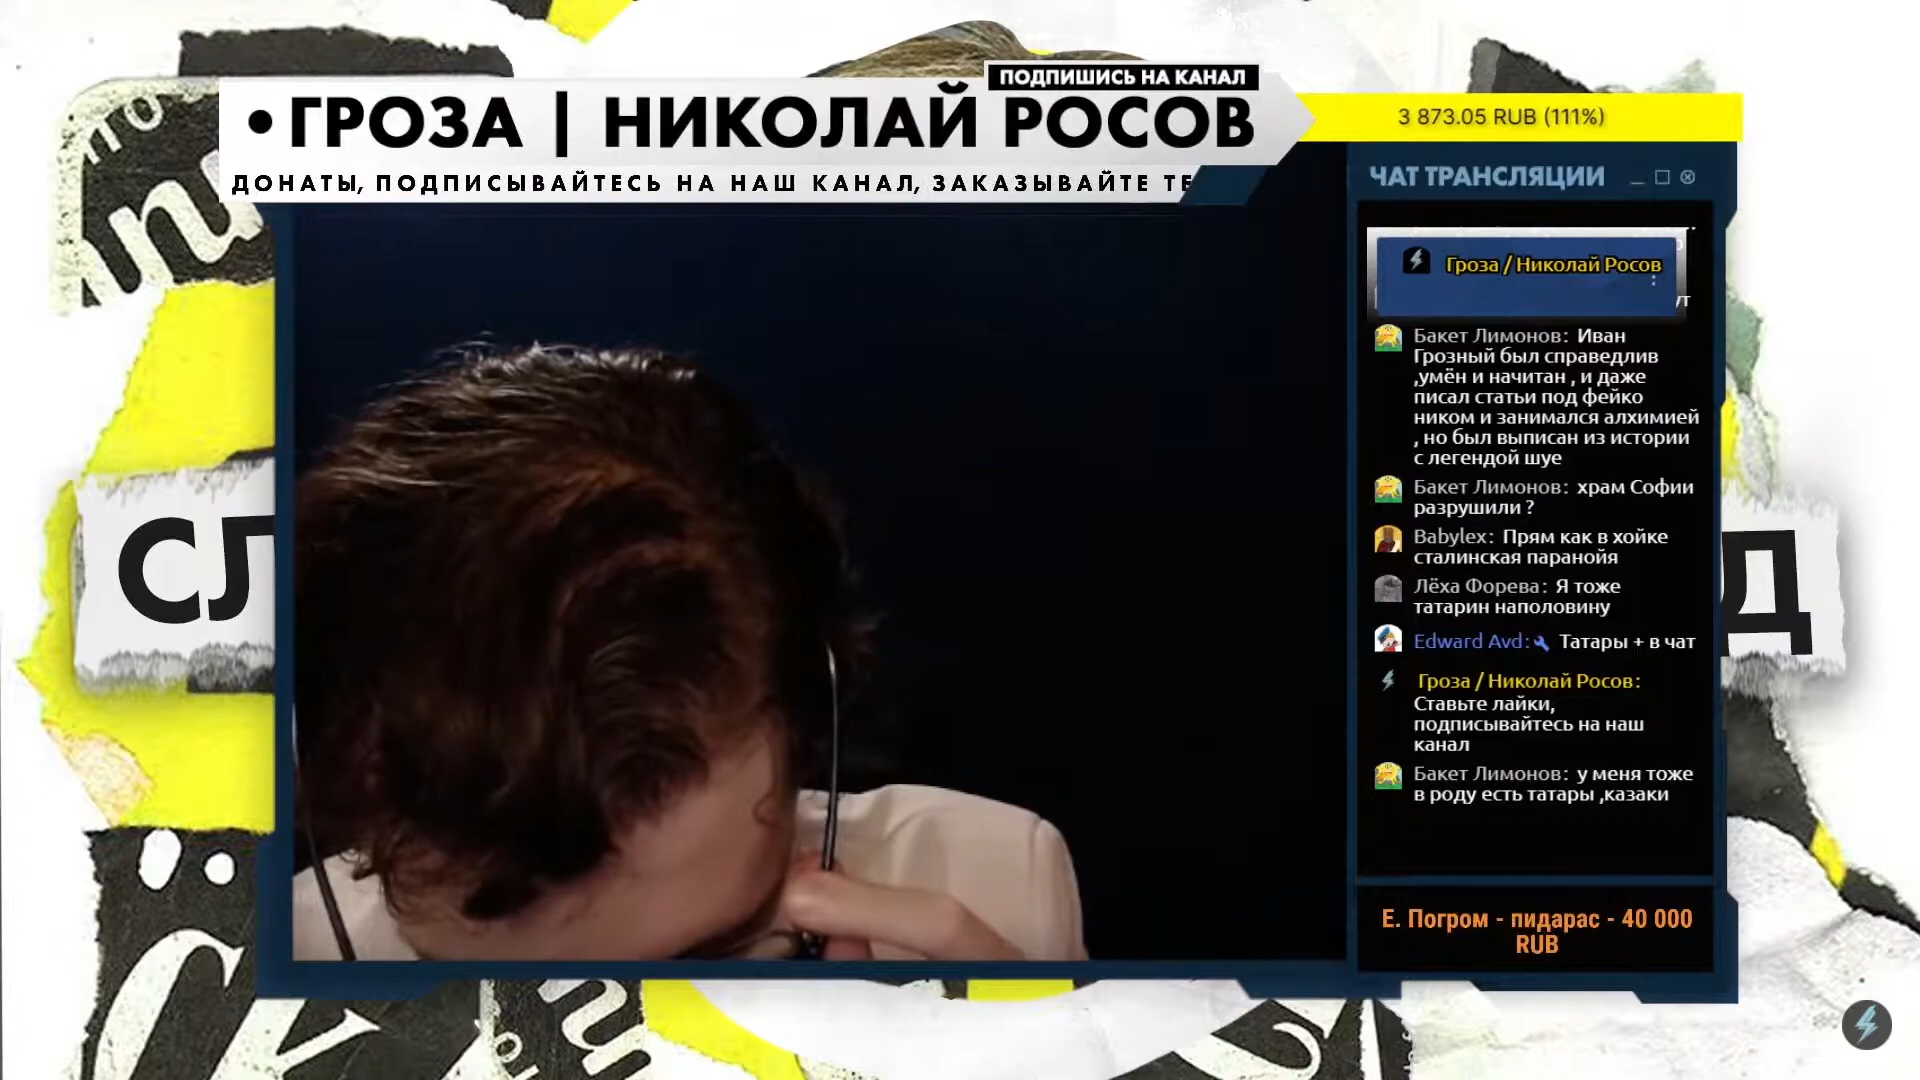 ПОДПИШИСЬ НА КАНАЛ
• ГРОЗА | НИКОЛАЙ РОСОВ
3 873.05 RUB (111%)
ДОНАТЫ, ПОДПИСЫВАЙТЕСЬ НА НАШ КАНАЛ, ЗАКАЗЫВАЙТЕ ТЕ
ЧАТ ТРАНСЛЯЦИИ
Гроза / Николай Росов
ут
Бакет Лимонов: Иван
Грозный был справедлив
,умён и начитан , и даже
писал статьи под фейко
ником и занимался алхимией
, но был выписан из истории
с легендой шуе
Бакет Лимонов: храм Софии
разрушили ?
Babylex: Прям как в хойке
сталинская паранойя
Лёха Форева: Я тоже
татарин наполовину
Edward Avd: Татары + в чат
Гроза / Николай Росов:
Ставьте лайки,
подписывайтесь на наш
канал
Бакет Лимонов: у меня тоже
в роду есть татары ,казаки
Е. Погром - пидарас - 40 000
RUB
СЛ
Д